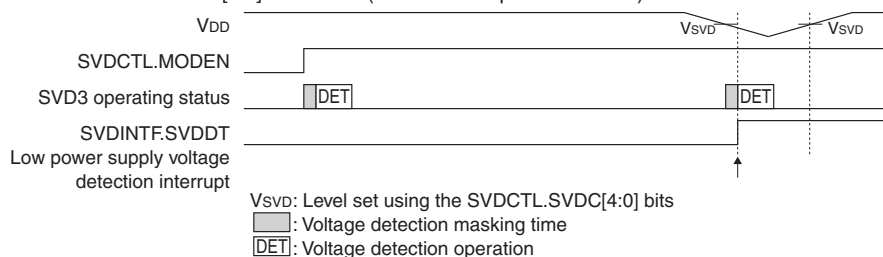 VDD
VSVD
VSVD
SVDCTL.MODEN
SVD3 operating status
DET
DET
SVDINTF.SVDDT
Low power supply voltage
detection interrupt
VSVD: Level set using the SVDCTL.SVDC[4:0] bits
: Voltage detection masking time
DET: Voltage detection operation